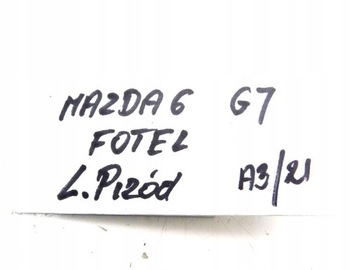 MAZDA 6 G7
FOTEL
L. Przód A3/21